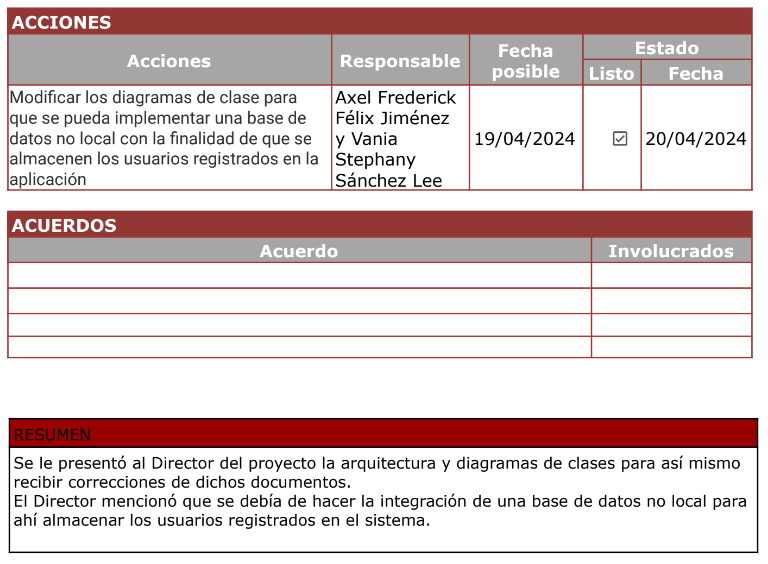 ACCIONES
Acciones
Responsable
Fecha
posible
Estado
Listo
Fecha
Modificar los diagramas de clase para
que se pueda implementar una base de
datos no local con la finalidad de que se
almacenen los usuarios registrados en la
aplicación
Axel Frederick
Félix Jiménez
y Vania
Stephany
Sánchez Lee
19/04/2024
☑
20/04/2024
ACUERDOS
Acuerdo
Involucrados
RESUMEN
Se le presentó al Director del proyecto la arquitectura y diagramas de clases para así mismo
recibir correcciones de dichos documentos.
El Director mencionó que se debía de hacer la integración de una base de datos no local para
ahí almacenar los usuarios registrados en el sistema.